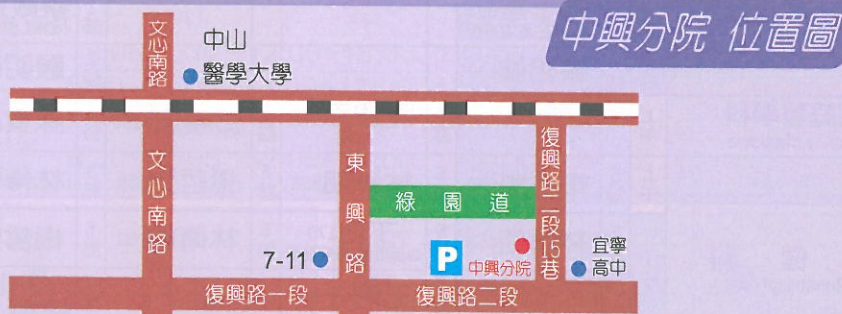 中興分院 位置圖
文心南路
中山
醫學大學
文心南路
東興路
復興路二段15巷
綠園道
7-11
P
中興分院
宜寧
高中
復興路一段
復興路二段